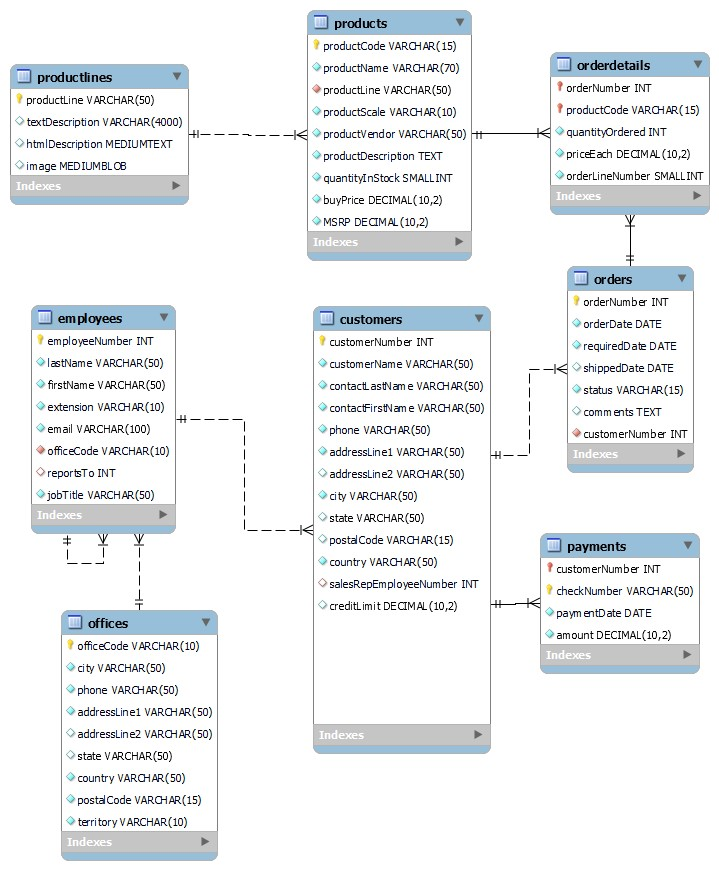 productlines
productLine VARCHAR(50)
textDescription VARCHAR(4000)
htmlDescription MEDIUMTEXT
image MEDIUMBLOB
Indexes
products
productCode VARCHAR(15)
productName VARCHAR(70)
productLine VARCHAR(50)
productScale VARCHAR(10)
productVendor VARCHAR(50)
productDescription TEXT
quantityInStock SMALLINT
buyPrice DECIMAL(10,2)
MSRP DECIMAL(10,2)
Indexes
orderdetails
orderNumber INT
productCode VARCHAR(15)
quantityOrdered INT
priceEach DECIMAL(10,2)
orderLineNumber SMALLINT
Indexes
employees
employeeNumber INT
lastName VARCHAR(50)
firstName VARCHAR(50)
extension VARCHAR(10)
email VARCHAR(100)
officeCode VARCHAR(10)
reportsTo INT
jobTitle VARCHAR(50)
Indexes
customers
customerNumber INT
customerName VARCHAR(50)
contactLastName VARCHAR(50)
contactFirstName VARCHAR(50)
phone VARCHAR(50)
addressLine1 VARCHAR(50)
addressLine2 VARCHAR(50)
city VARCHAR(50)
state VARCHAR(50)
postalCode VARCHAR(15)
country VARCHAR(50)
salesRepEmployeeNumber INT
creditLimit DECIMAL(10,2)
Indexes
orders
orderNumber INT
orderDate DATE
requiredDate DATE
shippedDate DATE
status VARCHAR(15)
comments TEXT
customerNumber INT
Indexes
payments
customerNumber INT
checkNumber VARCHAR(50)
paymentDate DATE
amount DECIMAL(10,2)
Indexes
offices
officeCode VARCHAR(10)
city VARCHAR(50)
phone VARCHAR(50)
addressLine1 VARCHAR(50)
addressLine2 VARCHAR(50)
state VARCHAR(50)
country VARCHAR(50)
postalCode VARCHAR(15)
territory VARCHAR(10)
Indexes